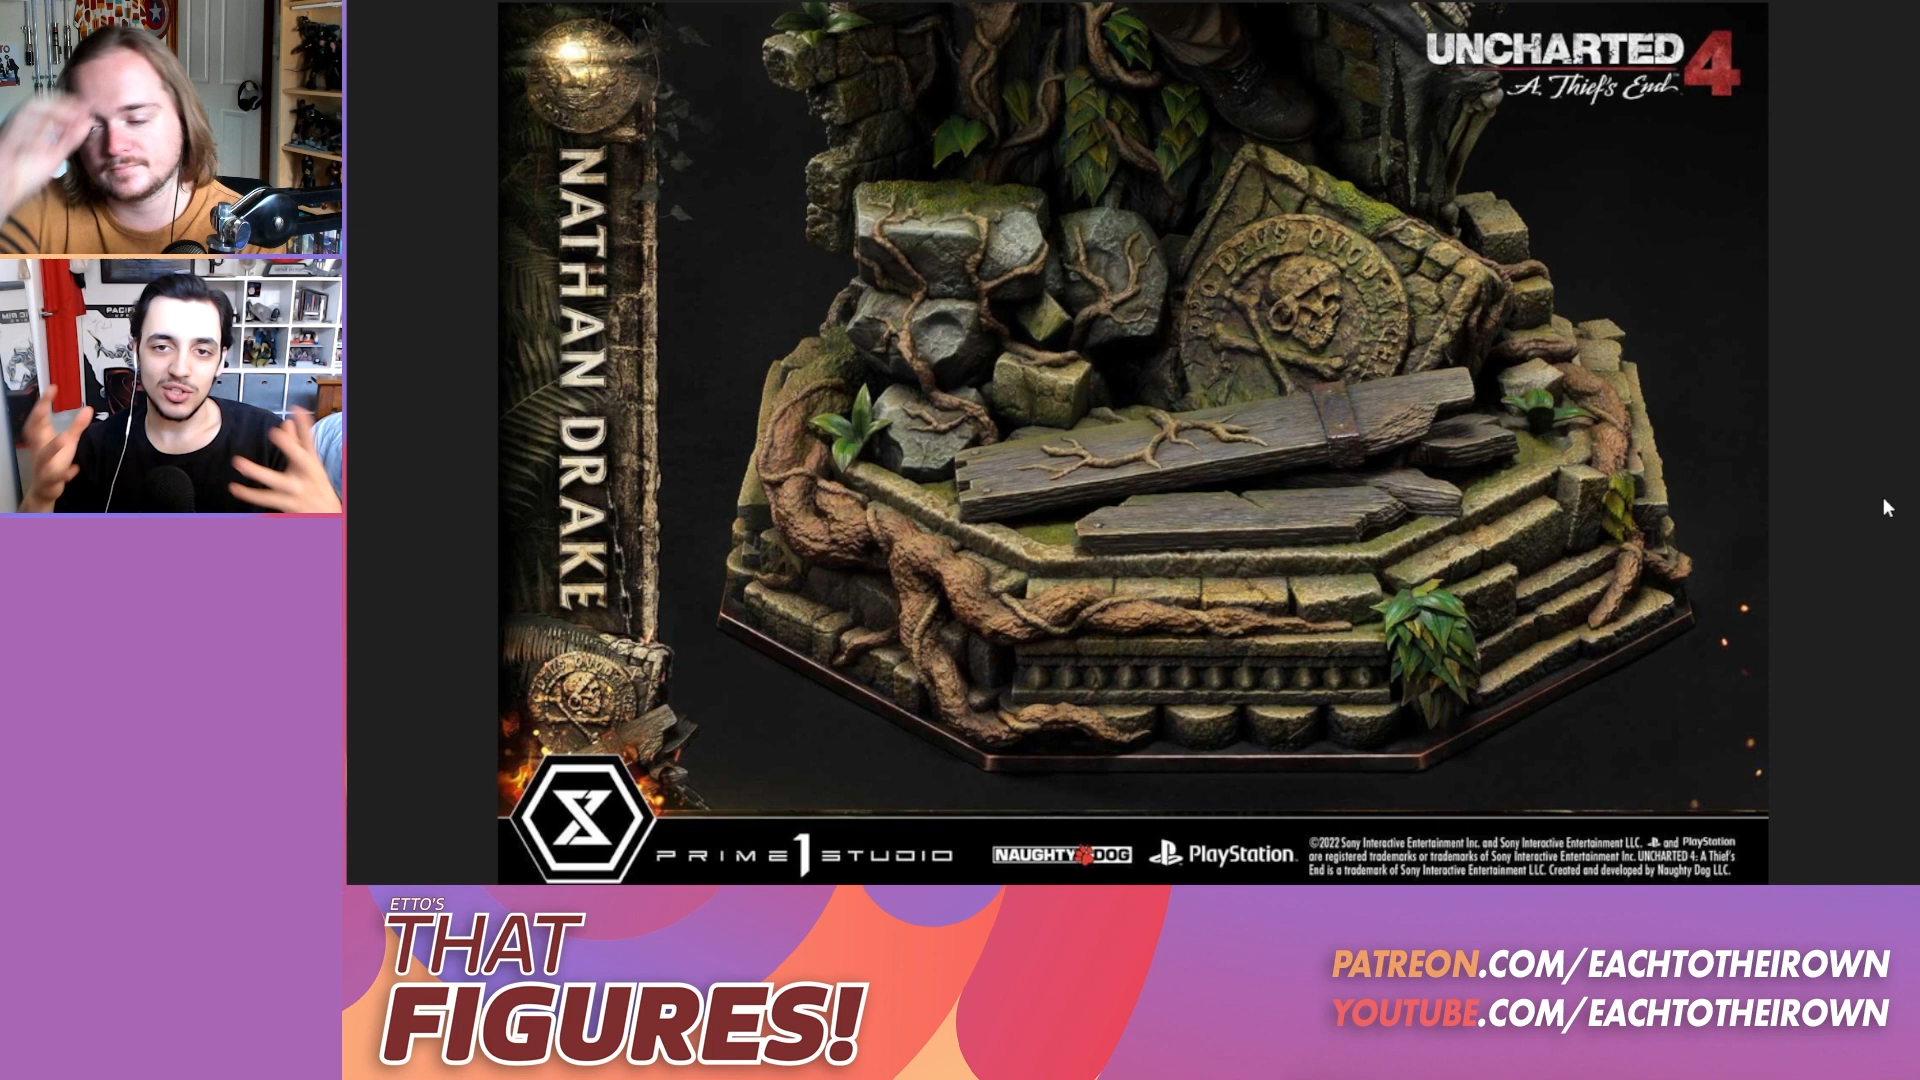 UNCHARTED 4
A Thief's End
NATHAN DRAKE
PRO DEUS QUOD
PRIME 1 STUDIO
NAUGHTY DOG
PlayStation
©2022 Sony Interactive Entertainment Inc. and Sony Interactive Entertainment LLC. and PlayStation
are registered trademarks or trademarks of Sony Interactive Entertainment Inc. UNCHARTED 4: A Thief's
End is a trademark of Sony Interactive Entertainment LLC. Created and developed by Naughty Dog LLC.
ETTO'S
THAT
FIGURES!
PATREON.COM/EACHTOTHEIROWN
YOUTUBE.COM/EACHTOTHEIROWN